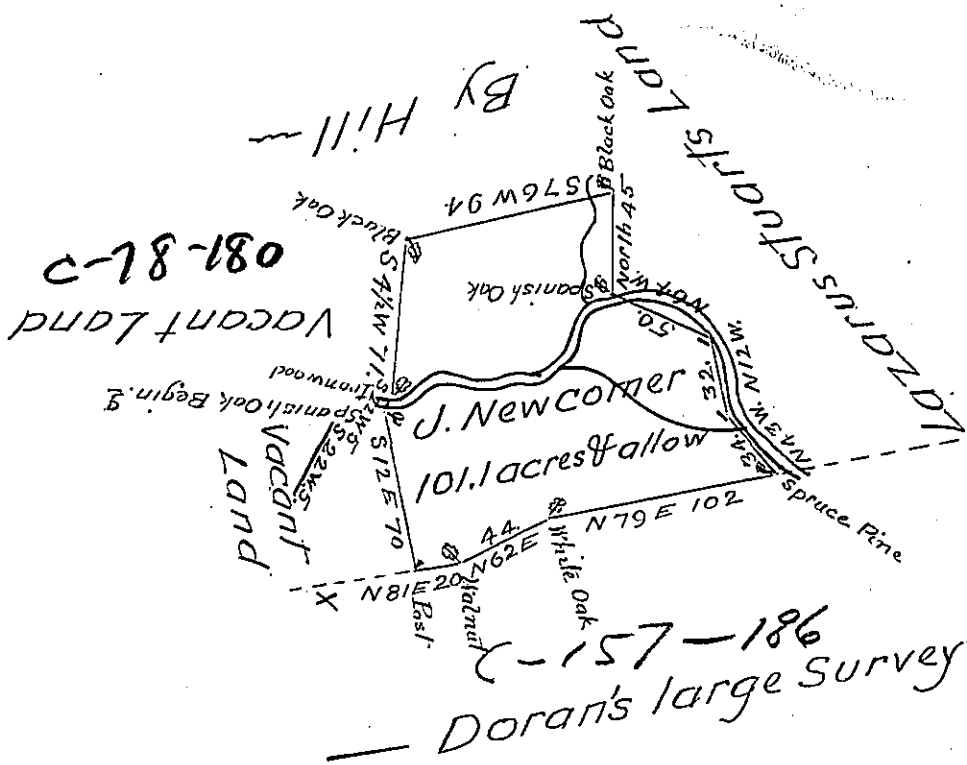 Lazarus Stuart's Land
By Hill
Black Oak
S 76 W 94
North 45
Black Oak
Spanish Oak
S 4½ W 71.
C-78-180
Vacant Land
Ironwood
Spanish Oak Begin.g
S 22 W 5
S 22 W 5
Vacant
Land
50.
32.
N 12 W.
N 43 W.
34.
J. Newcomer
101.1 acres & allow
S 12 E 70
N 79 E 102
44.
N 62 E
N 81 E 20
Spruce Pine
White Oak
Walnut
Post
X
C-157-186
Doran's large Survey